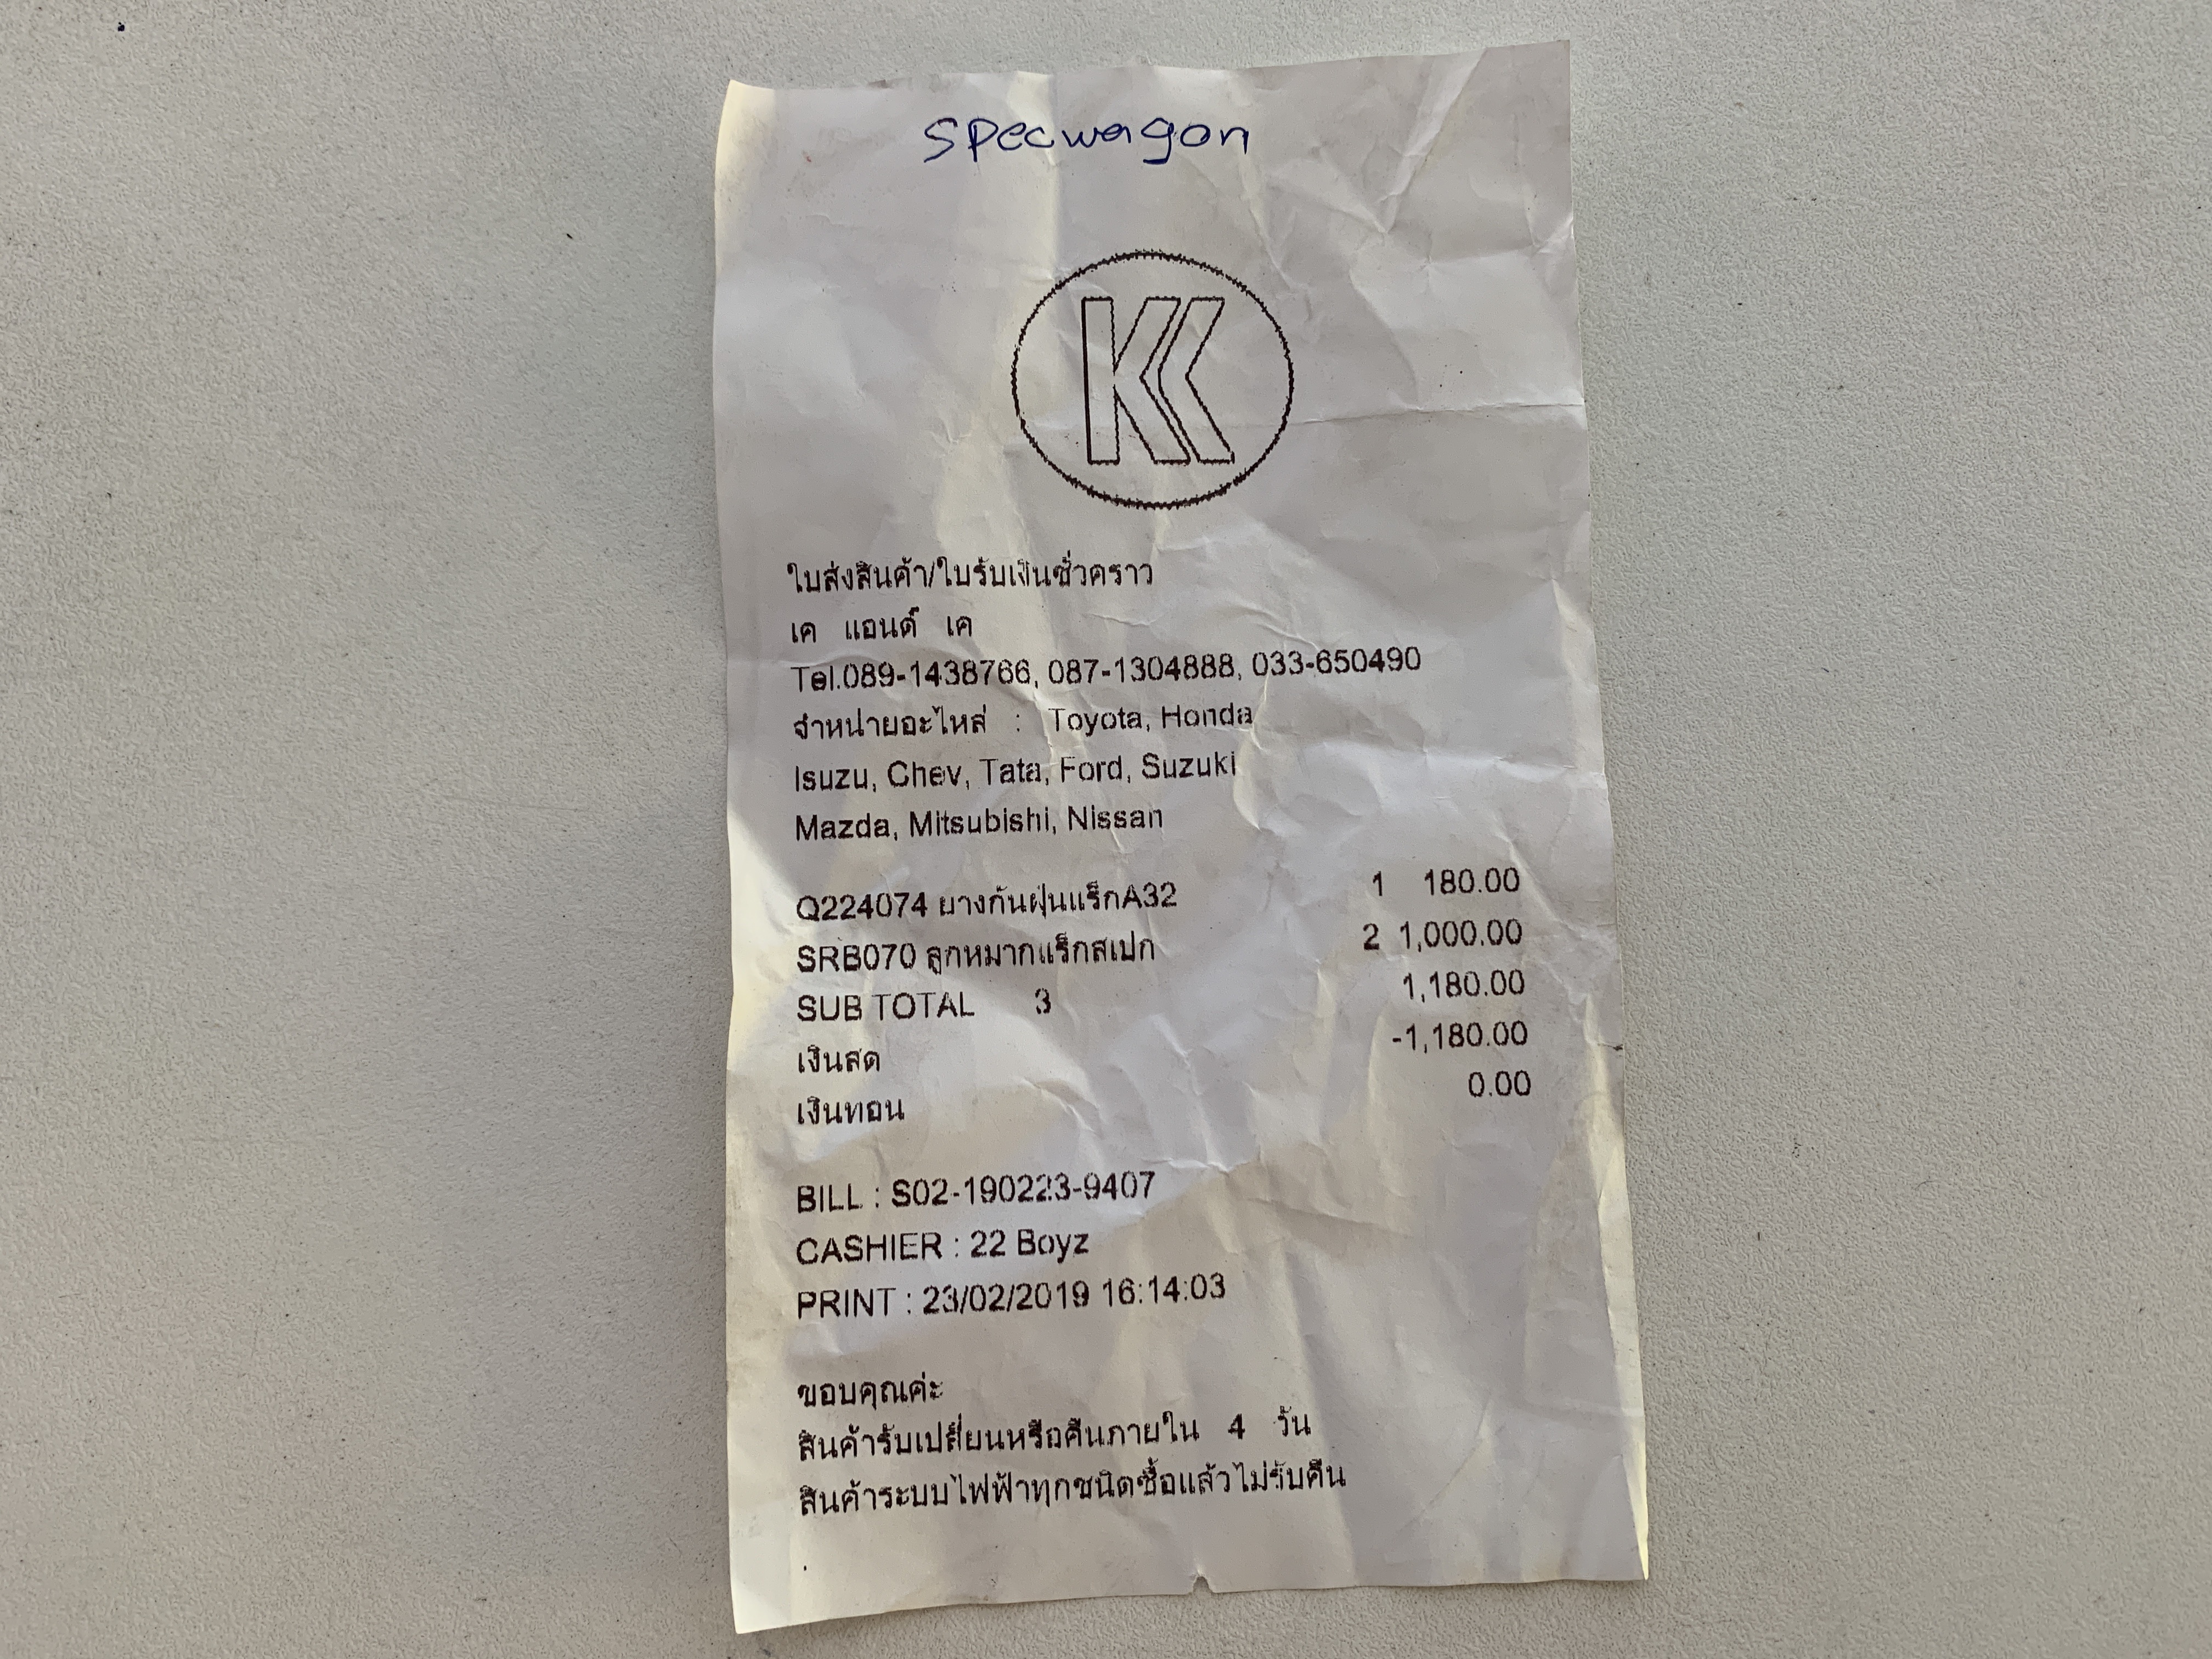 specwagon
KK
ใบส่งสินค้า/ใบรับเงินชั่วคราว
เค แอนด์ เค
Tel.089-1438766, 087-1304888, 033-650490
จำหน่ายอะไหล่ : Toyota, Honda
Isuzu, Chev, Tata, Ford, Suzuki
Mazda, Mitsubishi, Nissan
Q224074 ยางกันฝุ่นแร็กA32 1 180.00
SRB070 ลูกหมากแร็กสเปก 2 1,000.00
SUB TOTAL 3 1,180.00
เงินสด -1,180.00
เงินทอน 0.00
BILL : S02-190223-9407
CASHIER : 22 Boyz
PRINT : 23/02/2019 16:14:03
ขอบคุณค่ะ
สินค้ารับเปลี่ยนหรือคืนภายใน 4 วัน
สินค้าระบบไฟฟ้าทุกชนิดซื้อแล้วไม่รับคืน